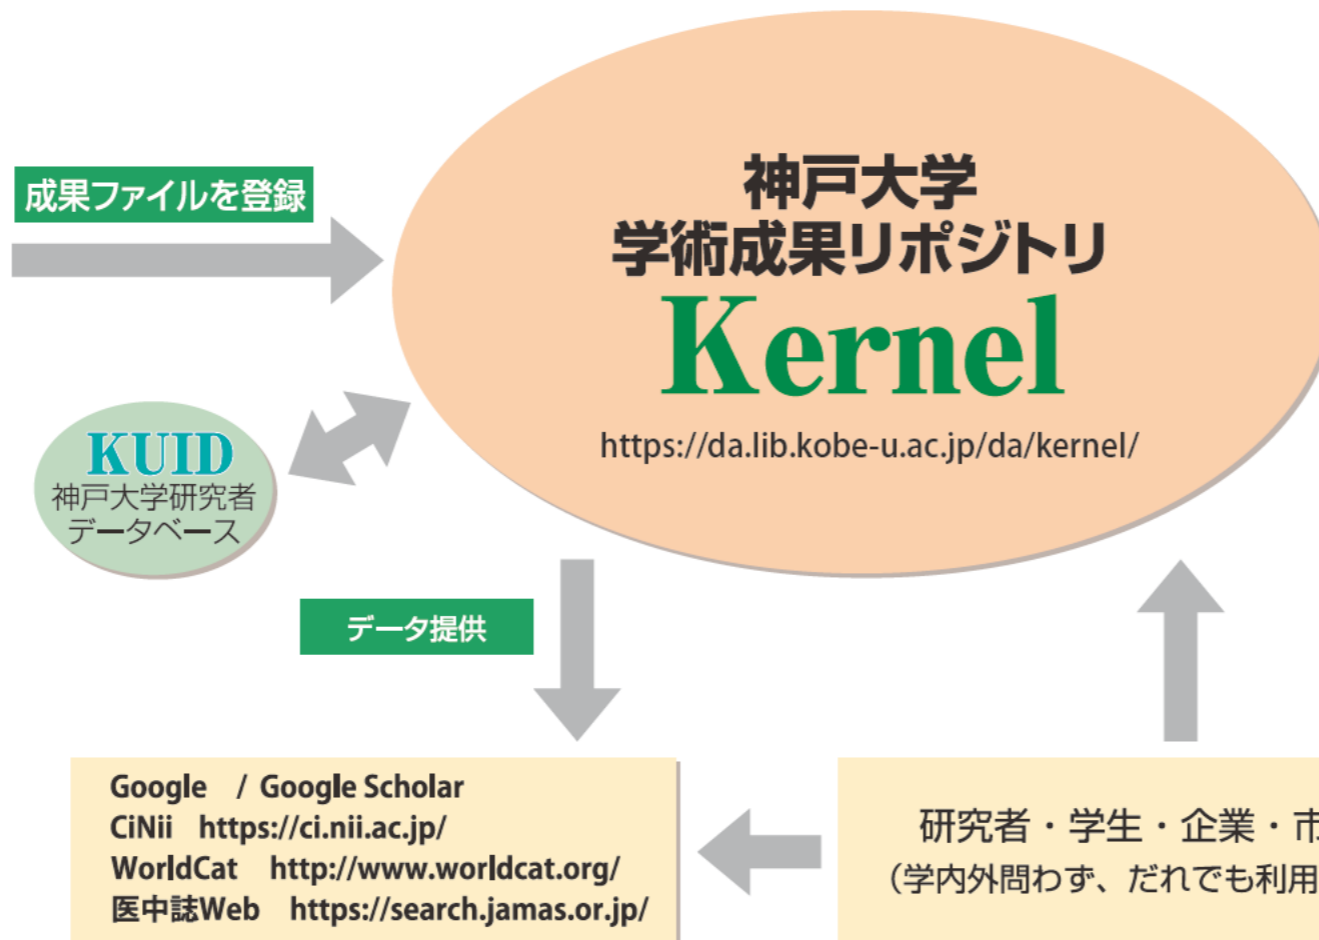 神戸大学
学術成果リポジトリ
Kernel
https://da.lib.kobe-u.ac.jp/da/kernel/
成果ファイルを登録
KUID
神戸大学研究者
データベース
データ提供
Google / Google Scholar
CiNii https://ci.nii.ac.jp/
WorldCat http://www.worldcat.org/
医中誌Web https://search.jamas.or.jp/
研究者・学生・企業・市
（学内外問わず、だれでも利用